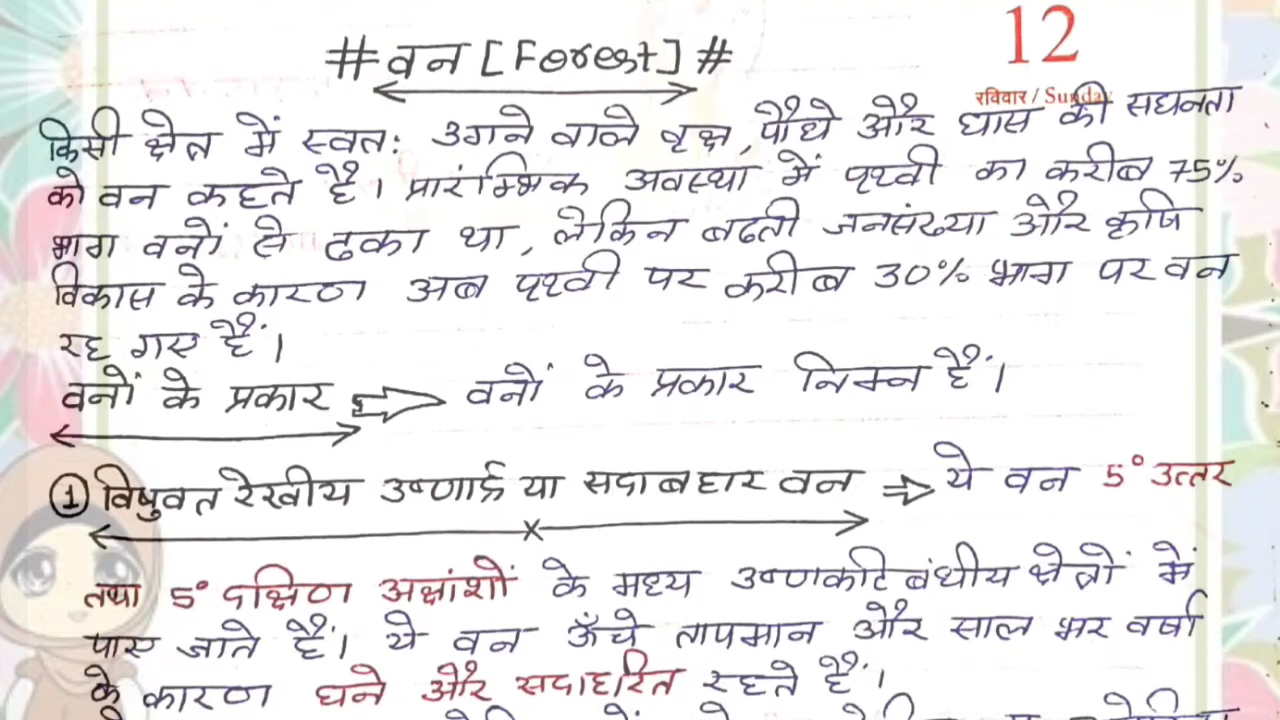 12
# वन [Forest] #
रविवार / Sunday
किसी क्षेत्र में स्वतः उगने वाले वृक्ष, पौधे और घास की सघनता
को वन कहते है। प्रारंम्भिक अवस्था में पृथ्वी का करीब 75%
भाग वनों से ढका था, लेकिन बढती जनसंख्या और कृषि
विकास के कारण अब पृथ्वी पर करीब 30% भाग पर वन
रह गए हैं।
वनों के प्रकार ⇒ वनों के प्रकार निम्न हैं।
① विषुवत रेखीय उष्णार्द्र या सदाबहार वन ⇒ ये वन 5° उत्तर
तथा 5° दक्षिण अक्षांशों के मध्य उष्णकटिबंधीय क्षेत्रों में
पाए जाते हैं। ये वन ऊँचे तापमान और साल भर वर्षा
के कारण घने और सदाहरित रहते हैं।